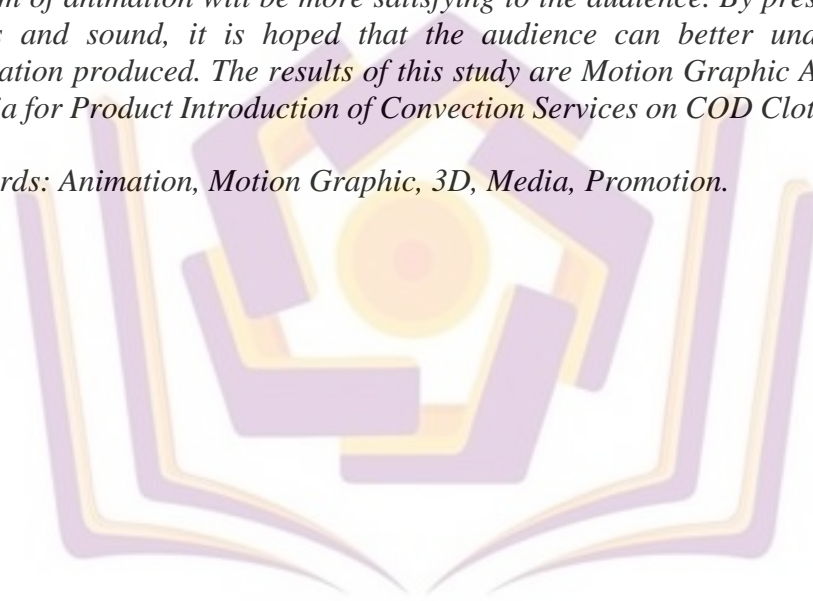 m of animation will be more satisfying to the audience. By pres
s and sound, it is hoped that the audience can better und
ation produced. The results of this study are Motion Graphic A
ia for Product Introduction of Convection Services on COD Clot
rds: Animation, Motion Graphic, 3D, Media, Promotion.